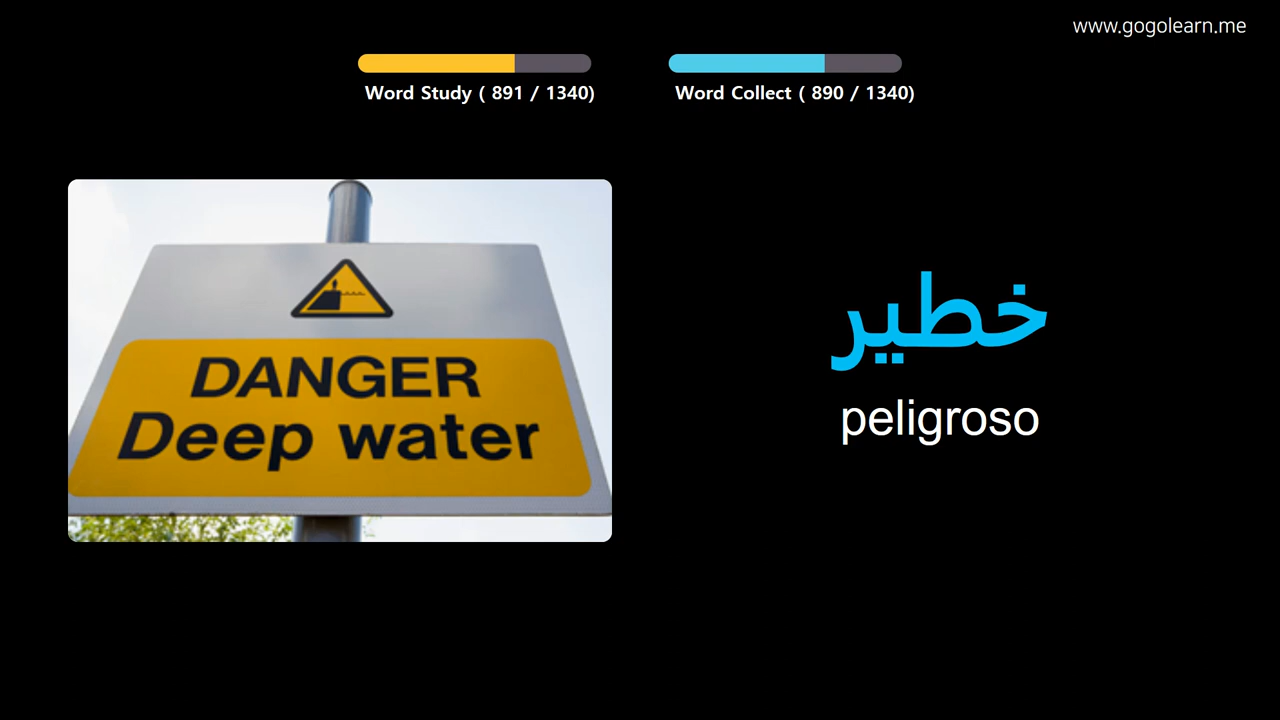 www.gogolearn.me
Word Study ( 891 / 1340)
Word Collect ( 890 / 1340)
DANGER
Deep water
خطير
peligroso